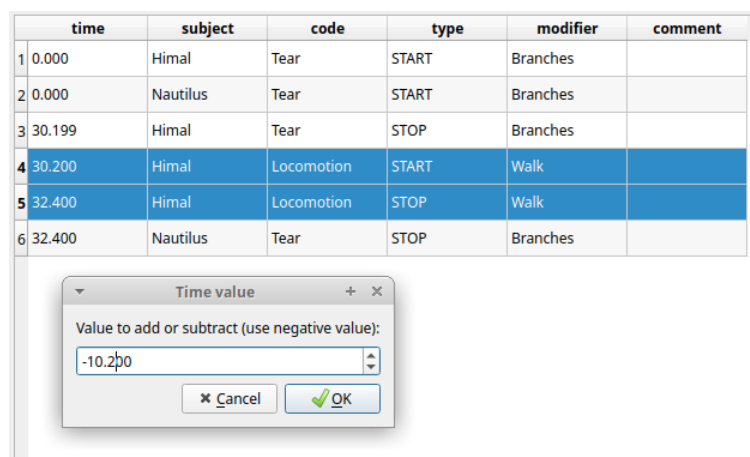 time subject code type modifier comment
1 0.000 Himal Tear START Branches
2 0.000 Nautilus Tear START Branches
3 30.199 Himal Tear STOP Branches
4 30.200 Himal Locomotion START Walk
5 32.400 Himal Locomotion STOP Walk
6 32.400 Nautilus Tear STOP Branches
Time value
Value to add or subtract (use negative value):
-10.200
Cancel OK